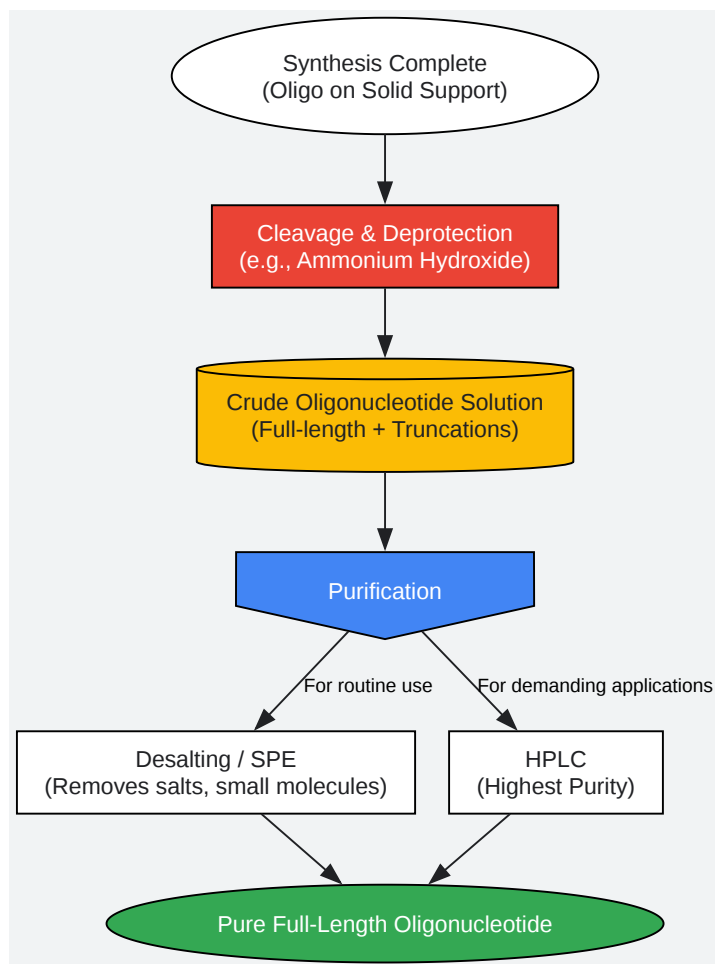 Synthesis Complete
(Oligo on Solid Support)
Cleavage & Deprotection
(e.g., Ammonium Hydroxide)
Crude Oligonucleotide Solution
(Full-length + Truncations)
Purification
For routine use
For demanding applications
Desalting / SPE
(Removes salts, small molecules)
HPLC
(Highest Purity)
Pure Full-Length Oligonucleotide